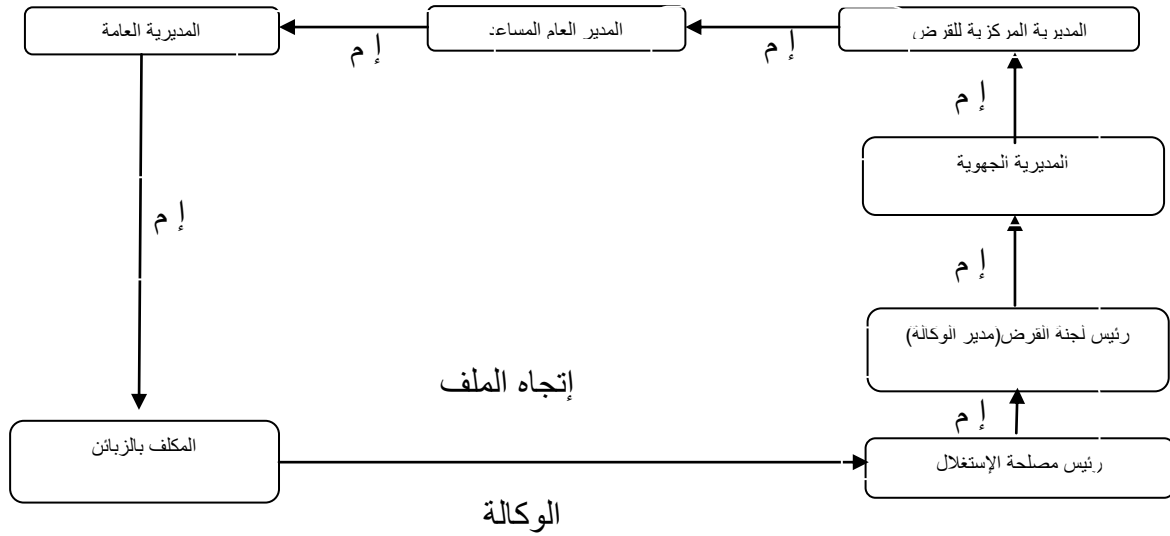 المديرية المركزية للقرض
المدير العام المساعد
المديرية العامة
إ م
إ م
إ م
المديرية الجهوية
إ م
إ م
رئيس لجنة القرض(مدير الوكالة)
إتجاه الملف
إ م
المكلف بالزبائن
رئيس مصلحة الإستغلال
الوكالة